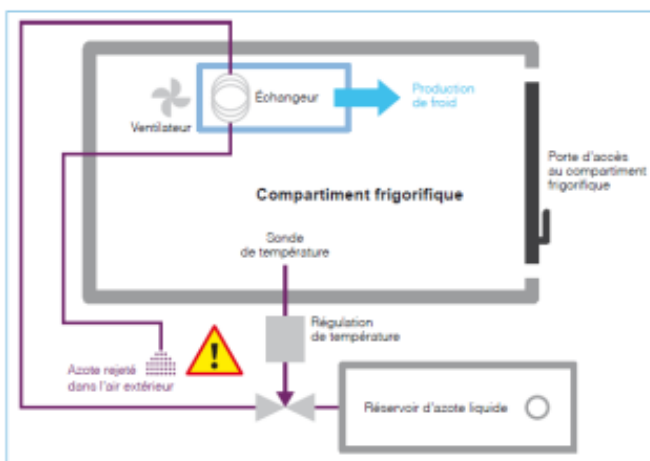 Échangeur
Production
de froid
Ventilateur
Porte d'accès
au compartiment
frigorifique
Compartiment frigorifique
Sonde
de température
Régulation
de température
Azote rejeté
dans l'air extérieur
!
Réservoir d'azote liquide